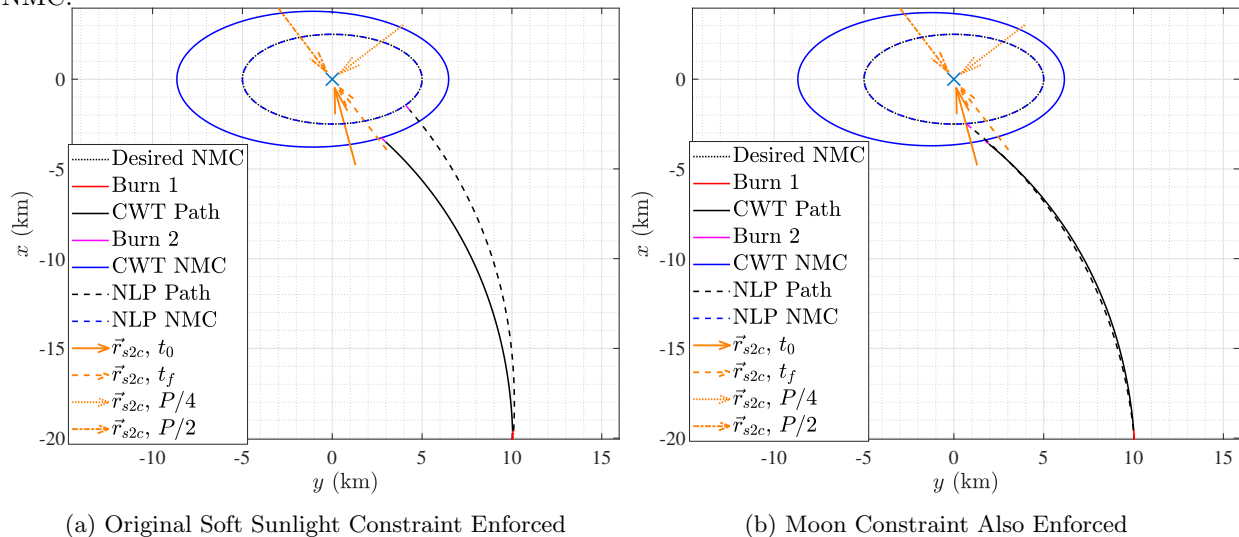 NMC.
0
-5
-10
-15
-20
x (km)
Desired NMC
Burn 1
CWT Path
Burn 2
CWT NMC
NLP Path
NLP NMC
r⃗_{s2c}, t_0
r⃗_{s2c}, t_f
r⃗_{s2c}, P/4
r⃗_{s2c}, P/2
-10 -5 0 5 10 15
y (km)
(a) Original Soft Sunlight Constraint Enforced
0
-5
-10
-15
-20
x (km)
Desired NMC
Burn 1
CWT Path
Burn 2
CWT NMC
NLP Path
NLP NMC
r⃗_{s2c}, t_0
r⃗_{s2c}, t_f
r⃗_{s2c}, P/4
r⃗_{s2c}, P/2
-10 -5 0 5 10 15
y (km)
(b) Moon Constraint Also Enforced